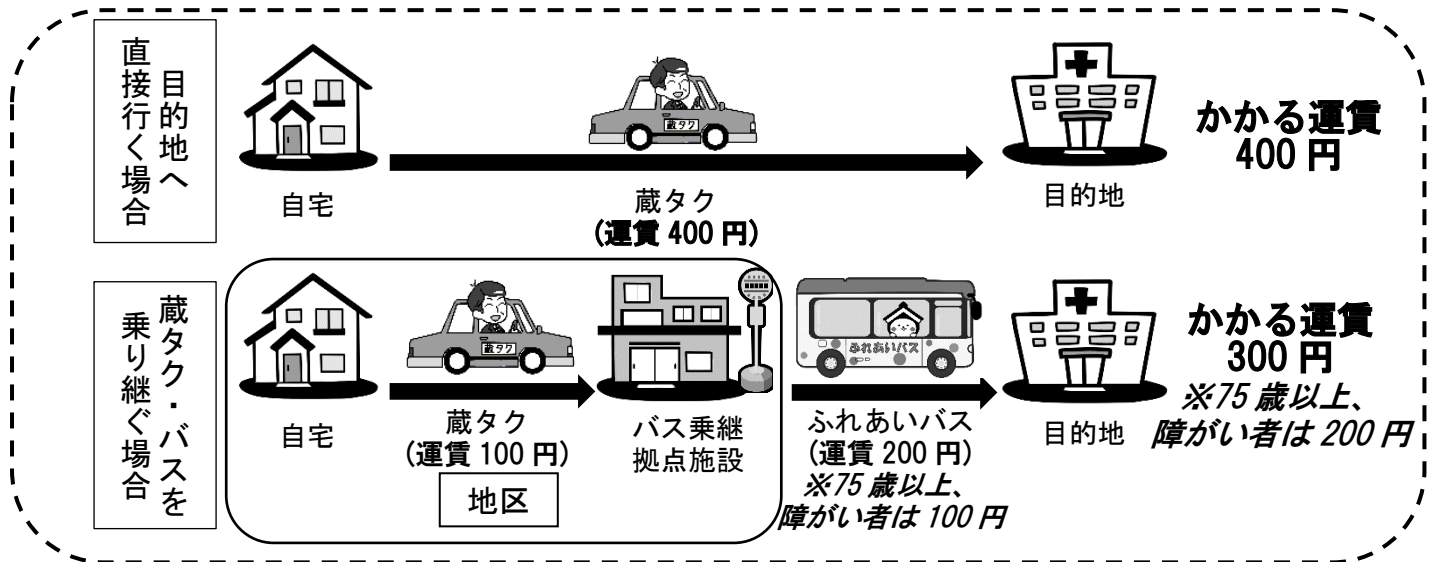 目的地へ
直接行く場合
蔵タク
自宅
蔵タク
(運賃 400 円)
目的地
かかる運賃
400 円
蔵タク・バスを
乗り継ぐ場合
蔵タク
ふれあいバス
自宅
蔵タク
(運賃 100 円)
地区
バス乗継
拠点施設
ふれあいバス
(運賃 200 円)
※75 歳以上、
障がい者は 100 円
目的地
かかる運賃
300 円
※75 歳以上、
障がい者は 200 円